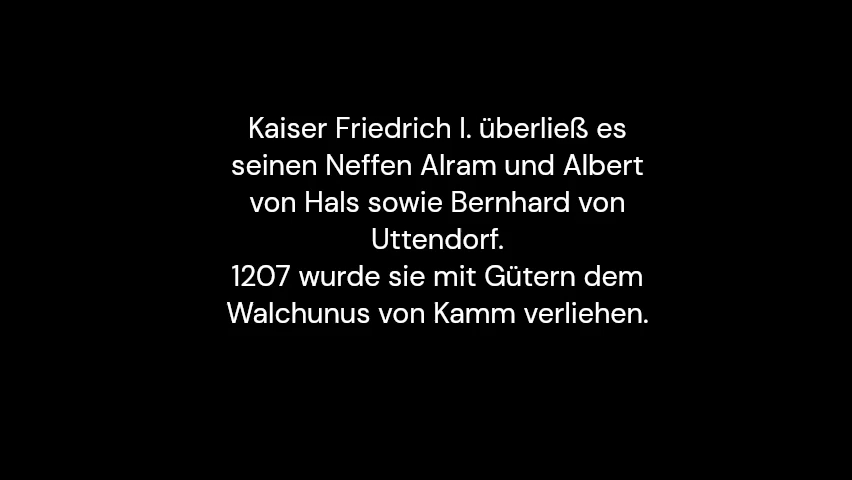 Kaiser Friedrich I. überließ es
seinen Neffen Alram und Albert
von Hals sowie Bernhard von
Uttendorf.
1207 wurde sie mit Gütern dem
Walchunus von Kamm verliehen.